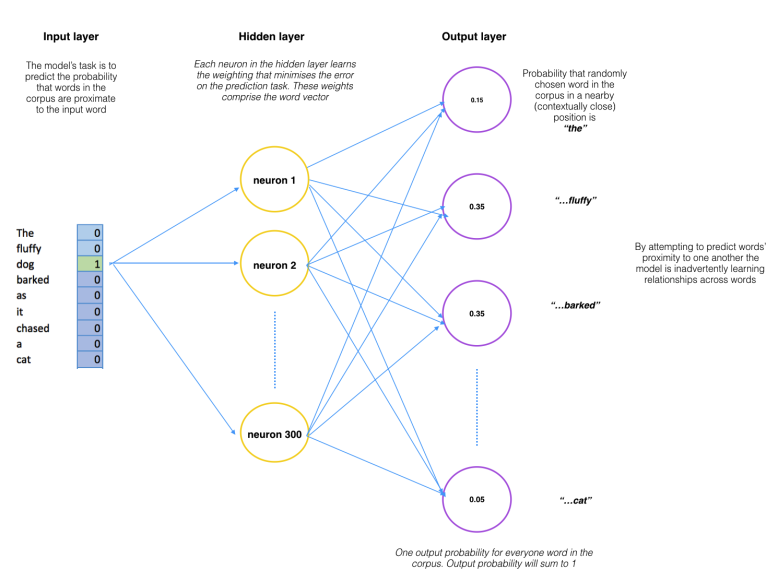 Input layer
Hidden layer
Output layer
The model's task is to
predict the probability
that words in the
corpus are proximate
to the input word
Each neuron in the hidden layer learns
the weighting that minimises the error
on the prediction task. These weights
comprise the word vector
0.15
Probability that randomly
chosen word in the
corpus in a nearby
(contextually close)
position is
“the”
neuron 1
0.35
“...fluffy”
The 0
fluffy 0
dog 1
barked 0
as 0
it 0
chased 0
a 0
cat 0
neuron 2
By attempting to predict words’
proximity to one another the
model is inadvertently learning
relationships across words
0.35
“...barked”
neuron 300
0.05
“...cat”
One output probability for everyone word in the
corpus. Output probability will sum to 1